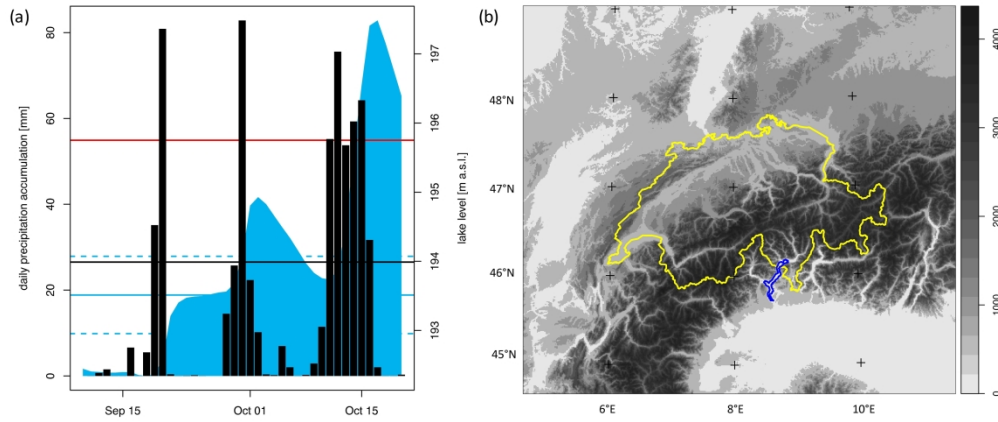 (a)
80
60
40
20
0
daily precipitation accumulation [mm]
197
196
195
194
193
lake level [m a.s.l.]
Sep 15
Oct 01
Oct 15
(b)
48°N
47°N
46°N
45°N
6°E
8°E
10°E
4000
3000
2000
1000
0